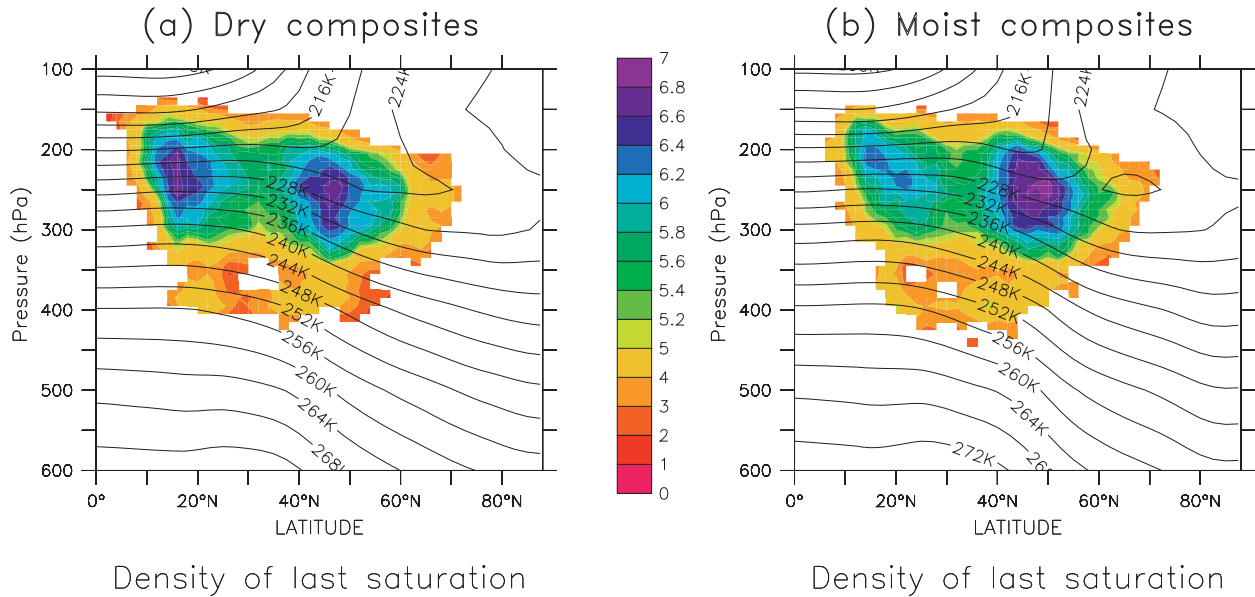 (a) Dry composites
(b) Moist composites
100
200
300
400
500
600
Pressure (hPa)
216K
224K
228K
232K
236K
240K
244K
248K
252K
256K
260K
264K
0°
20°N
40°N
60°N
80°N
LATITUDE
Density of last saturation
7
6.8
6.6
6.4
6.2
6
5.8
5.6
5.4
5.2
5
4
3
2
1
0
100
200
300
400
500
600
Pressure (hPa)
216K
224K
228K
232K
236K
240K
244K
248K
252K
256K
260K
264K
272K
0°
20°N
40°N
60°N
80°N
LATITUDE
Density of last saturation